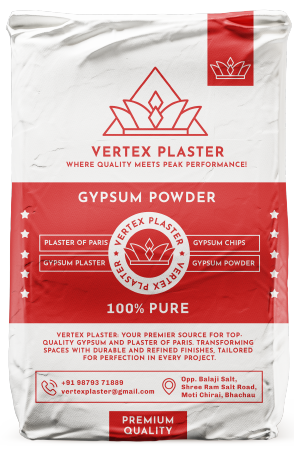 VERTEX PLASTER
WHERE QUALITY MEETS PEAK PERFORMANCE!
GYPSUM POWDER
PLASTER OF PARIS
GYPSUM CHIPS
GYPSUM PLASTER
GYPSUM POWDER
VERTEX PLASTER
VERTEX PLASTER
100% PURE
VERTEX PLASTER: YOUR PREMIER SOURCE FOR TOP-
QUALITY GYPSUM AND PLASTER OF PARIS. TRANSFORMING
SPACES WITH DURABLE AND REFINED FINISHES, TAILORED
FOR PERFECTION IN EVERY PROJECT.
+91 98793 71889
vertexplaster@gmail.com
Opp. Balaji Salt,
Shree Ram Salt Road,
Moti Chirai, Bhachau
PREMIUM
QUALITY